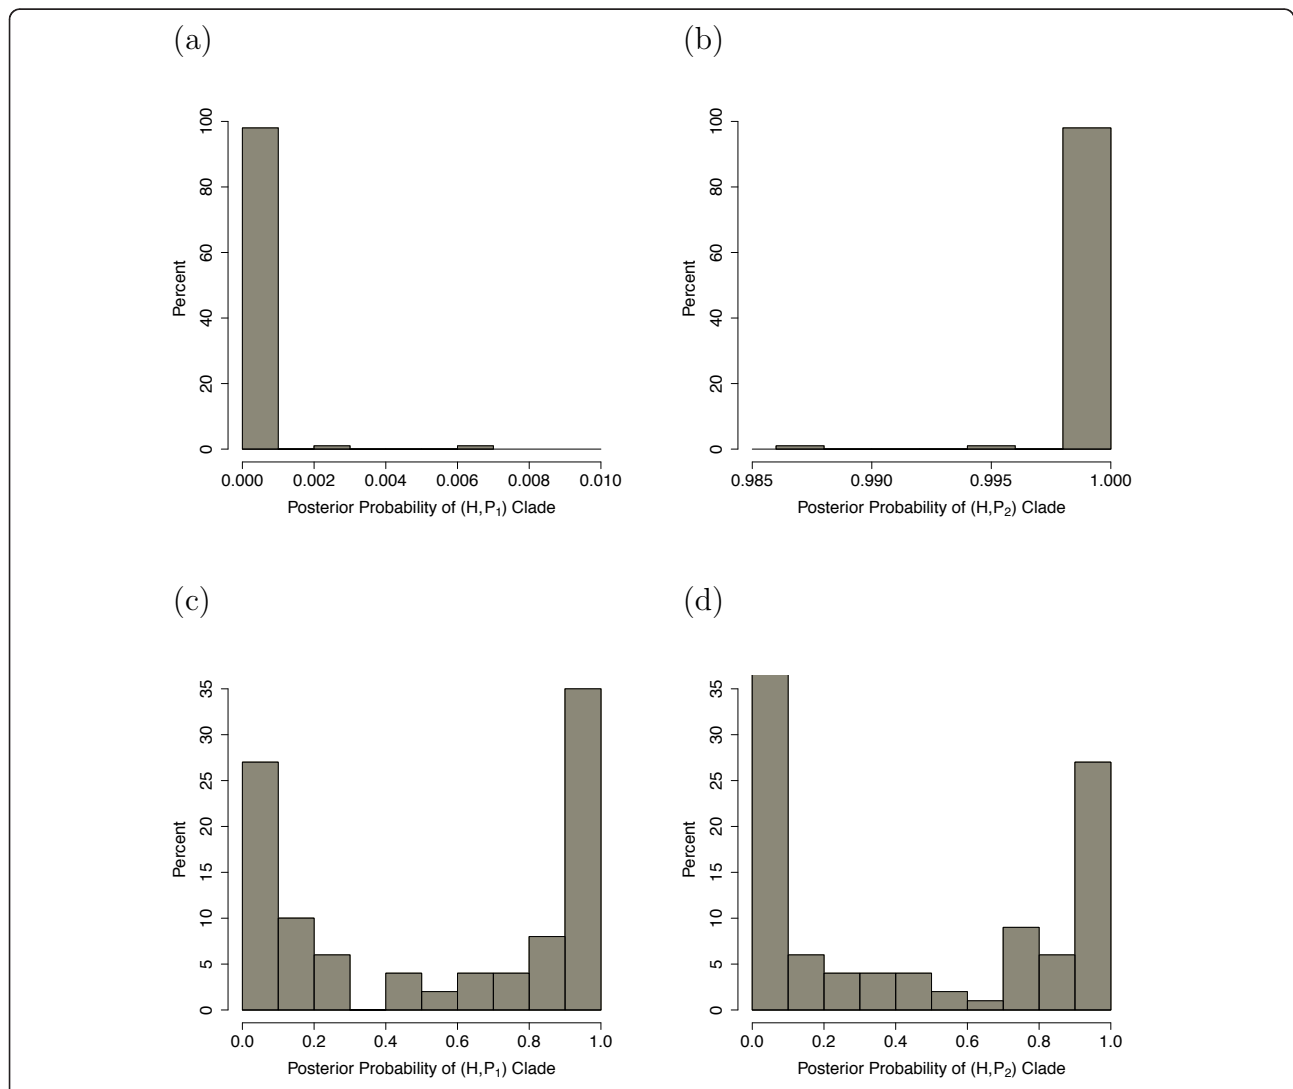 (a)
(b)
Percent
0 20 40 60 80 100
0.000 0.002 0.004 0.006 0.008 0.010
Posterior Probability of (H,P₁) Clade
Percent
0 20 40 60 80 100
0.985 0.990 0.995 1.000
Posterior Probability of (H,P₂) Clade
(c)
(d)
Percent
0 5 10 15 20 25 30 35
0.0 0.2 0.4 0.6 0.8 1.0
Posterior Probability of (H,P₁) Clade
Percent
0 5 10 15 20 25 30 35
0.0 0.2 0.4 0.6 0.8 1.0
Posterior Probability of (H,P₂) Clade